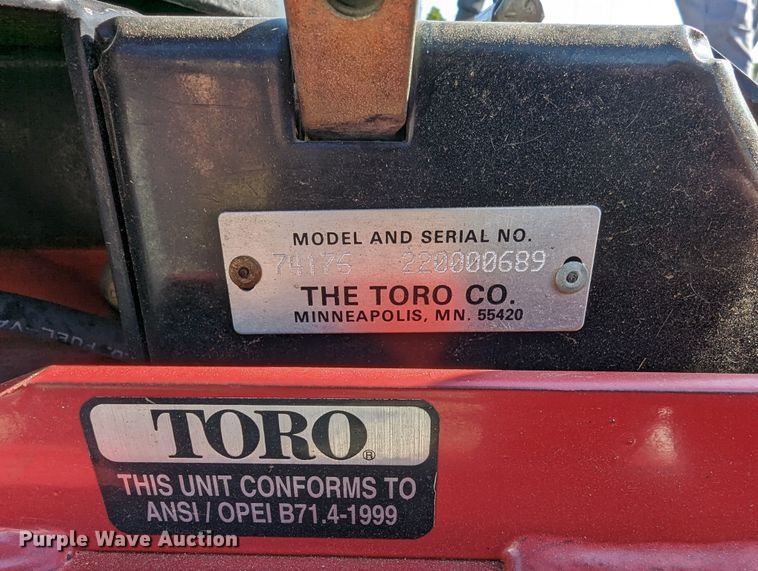 MODEL AND SERIAL NO.
74175 220000689
THE TORO CO.
MINNEAPOLIS, MN. 55420
TORO®
THIS UNIT CONFORMS TO
ANSI / OPEI B71.4-1999
Purple Wave Auction